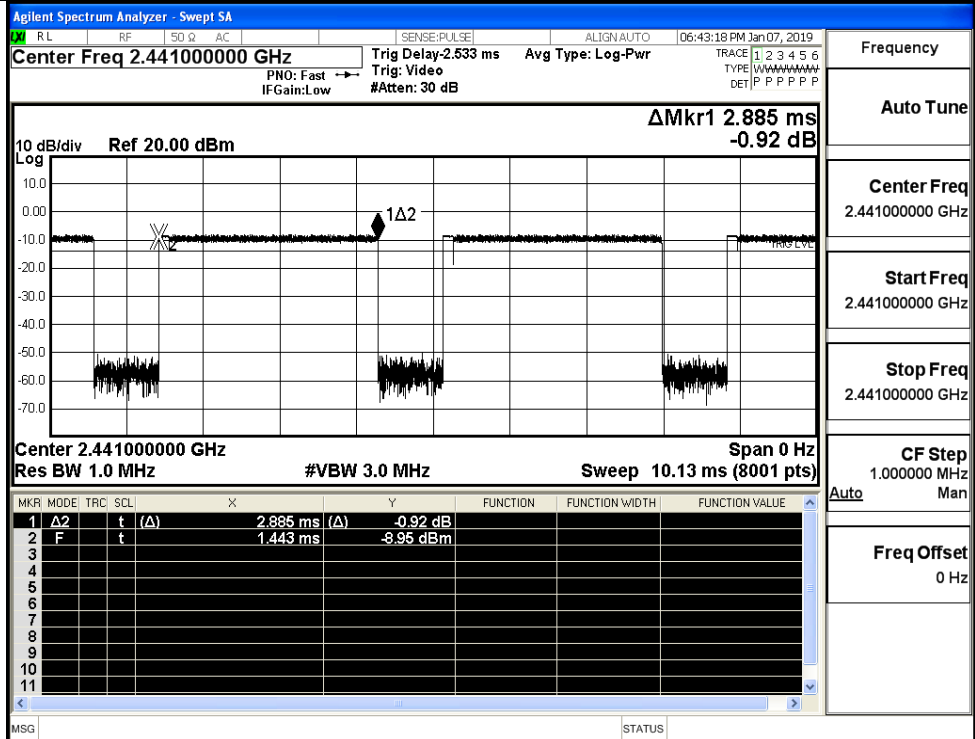 Agilent Spectrum Analyzer - Swept SA
LXI RL RF 50 Ω AC SENSE:PULSE ALIGN AUTO 06:43:18 PM Jan 07, 2019
Center Freq 2.441000000 GHz Trig Delay-2.533 ms Avg Type: Log-Pwr TRACE 1 2 3 4 5 6
PNO: Fast Trig: Video TYPE WWWWWW
IFGain:Low #Atten: 30 dB DET P P P P P P
ΔMkr1 2.885 ms
-0.92 dB
10 dB/div Ref 20.00 dBm
Log
10.0
0.00
-10.0
-20.0
-30.0
-40.0
-50.0
-60.0
-70.0
1Δ2
2
TRIG LVL
Center 2.441000000 GHz Span 0 Hz
Res BW 1.0 MHz #VBW 3.0 MHz Sweep 10.13 ms (8001 pts)
MKR MODE TRC SCL X Y FUNCTION FUNCTION WIDTH FUNCTION VALUE
1 Δ2 t (Δ) 2.885 ms (Δ) -0.92 dB
2 F t 1.443 ms -8.95 dBm
3
4
5
6
7
8
9
10
11
MSG STATUS
Frequency
Auto Tune
Center Freq
2.441000000 GHz
Start Freq
2.441000000 GHz
Stop Freq
2.441000000 GHz
CF Step
1.000000 MHz
Auto Man
Freq Offset
0 Hz